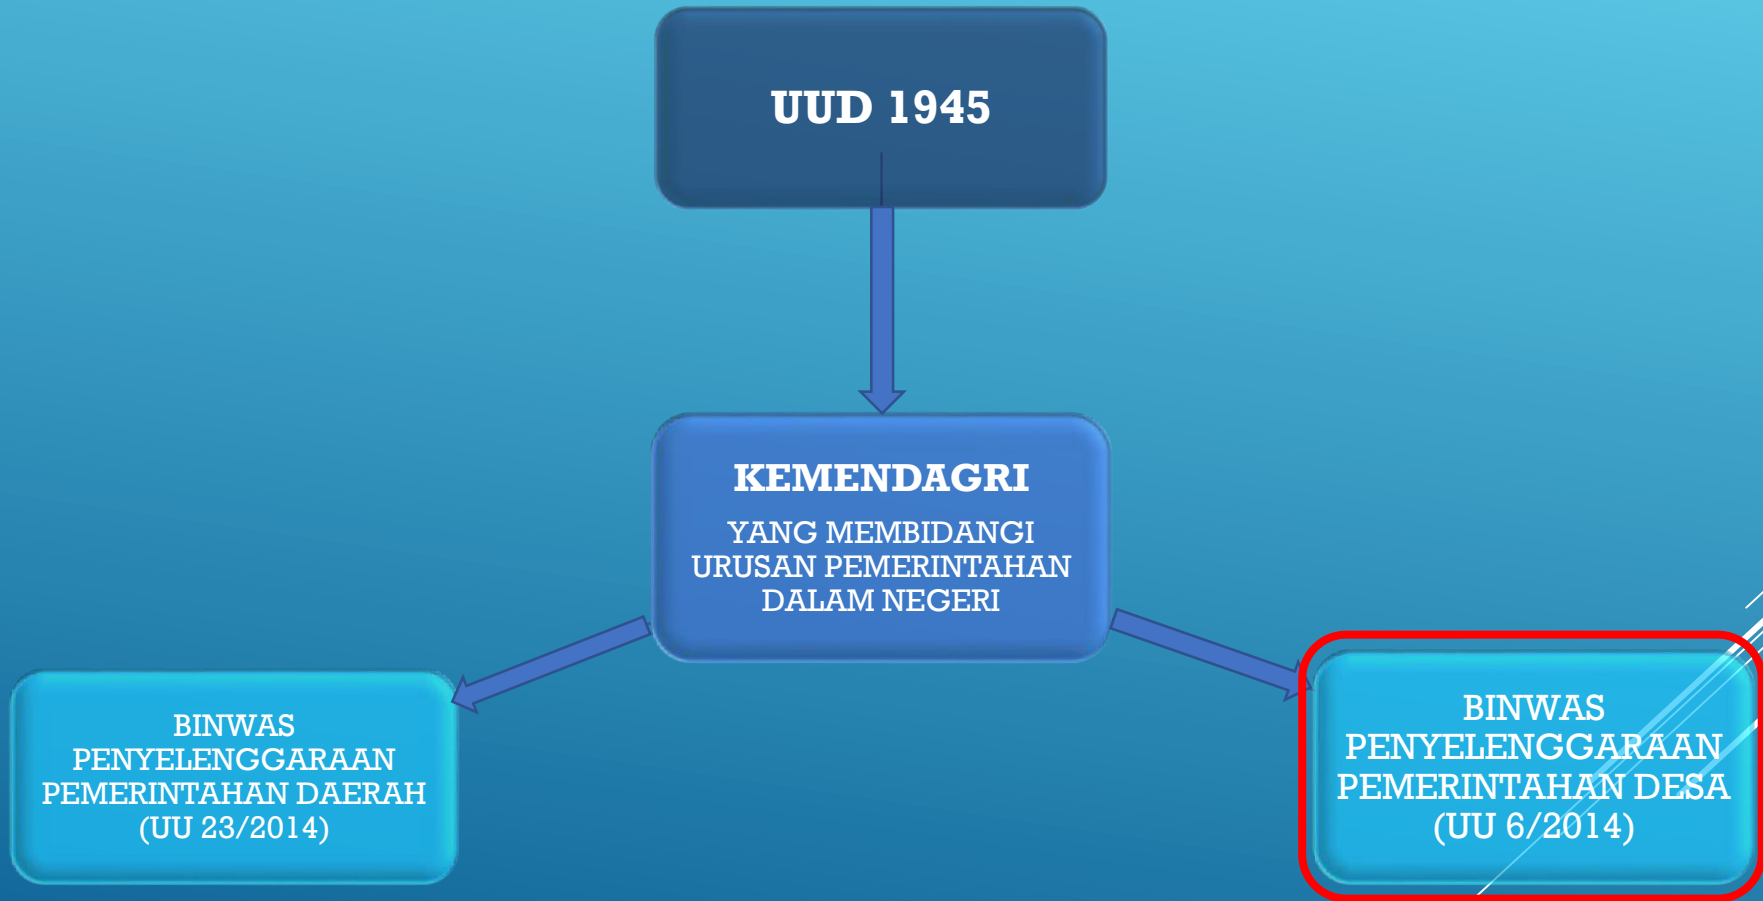 UUD 1945
KEMENDAGRI
YANG MEMBIDANGI
URUSAN PEMERINTAHAN
DALAM NEGERI
BINWAS
PENYELENGGARAAN
PEMERINTAHAN DAERAH
(UU 23/2014)
BINWAS
PENYELENGGARAAN
PEMERINTAHAN DESA
(UU 6/2014)